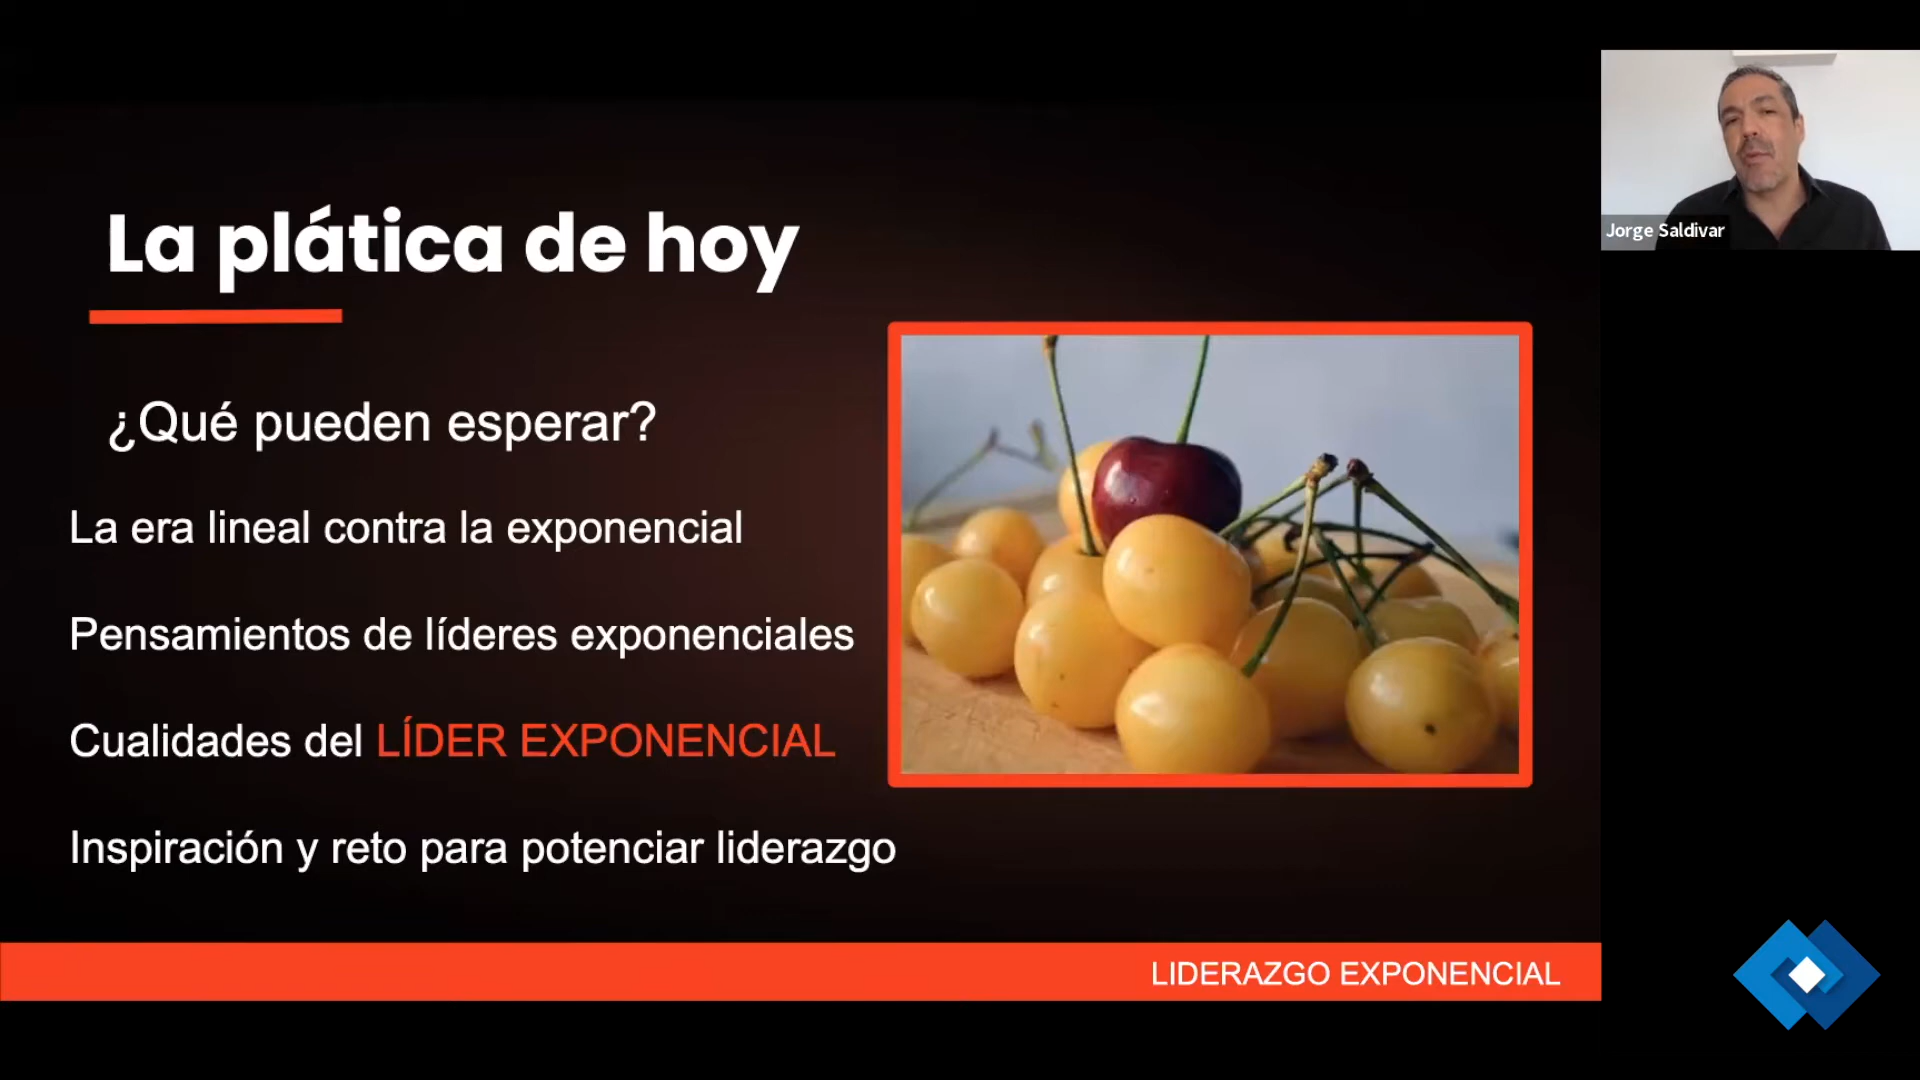 La plática de hoy
¿Qué pueden esperar?
La era lineal contra la exponencial
Pensamientos de líderes exponenciales
Cualidades del LÍDER EXPONENCIAL
Inspiración y reto para potenciar liderazgo
LIDERAZGO EXPONENCIAL
Jorge Saldivar